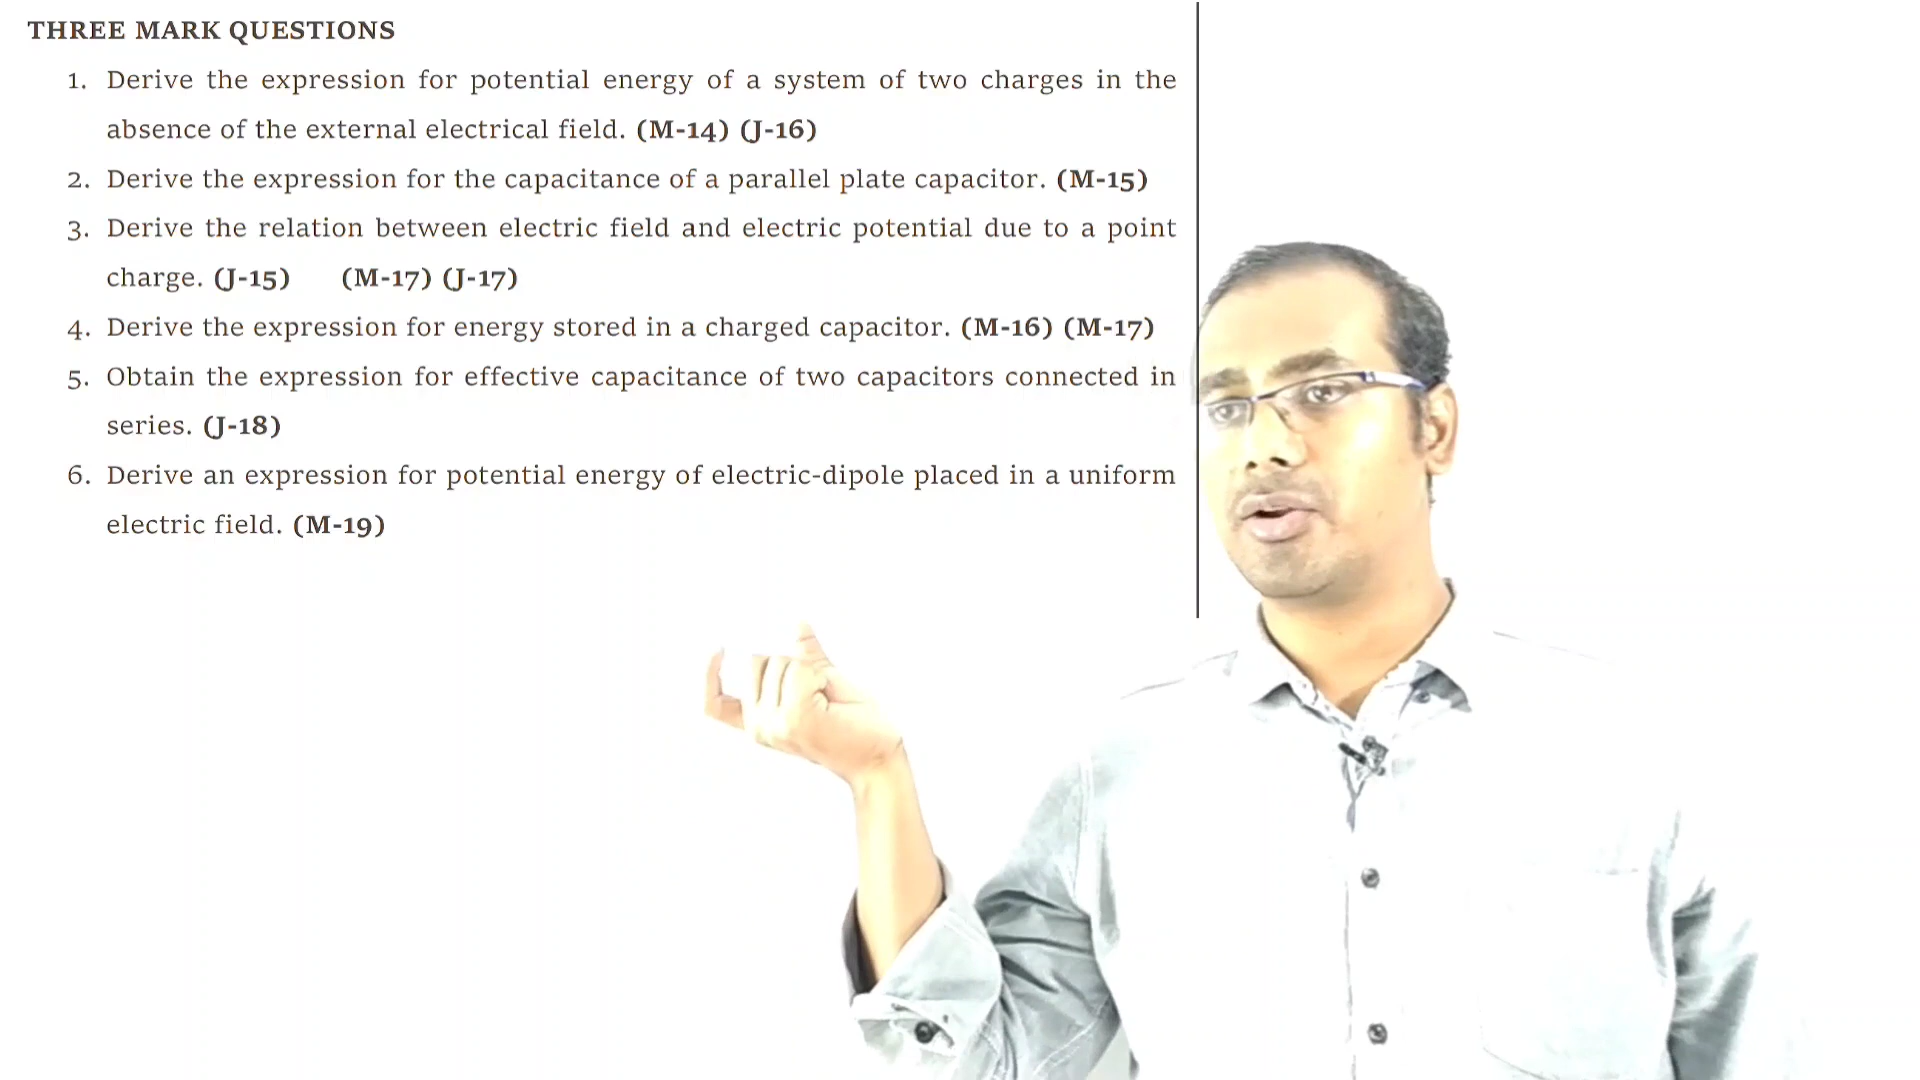 THREE MARK QUESTIONS
1. Derive the expression for potential energy of a system of two charges in the
absence of the external electrical field. (M-14) (J-16)
2. Derive the expression for the capacitance of a parallel plate capacitor. (M-15)
3. Derive the relation between electric field and electric potential due to a point
charge. (J-15) (M-17) (J-17)
4. Derive the expression for energy stored in a charged capacitor. (M-16) (M-17)
5. Obtain the expression for effective capacitance of two capacitors connected in
series. (J-18)
6. Derive an expression for potential energy of electric-dipole placed in a uniform
electric field. (M-19)